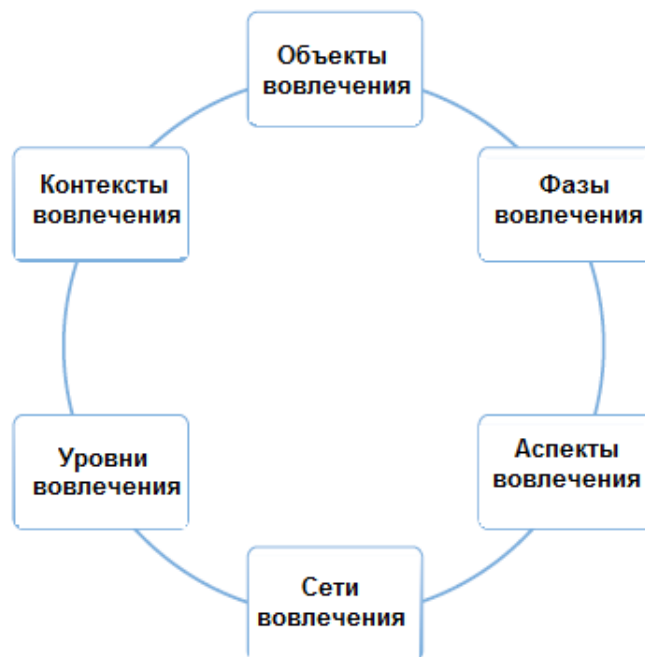 Объекты
вовлечения
Фазы
вовлечения
Аспекты
вовлечения
Сети
вовлечения
Уровни
вовлечения
Контексты
вовлечения